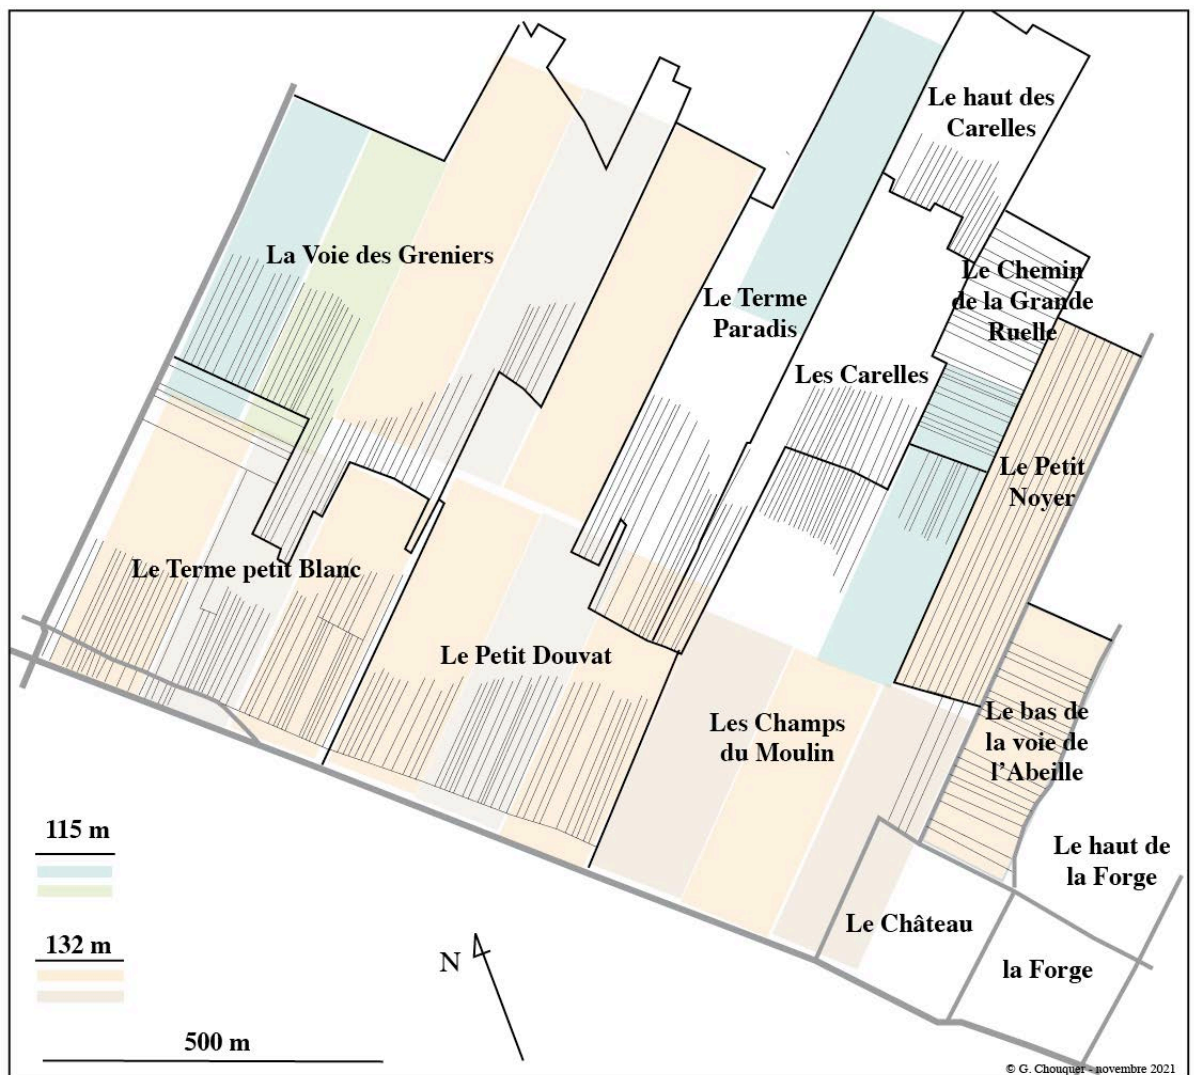 Le haut des
Carelles
La Voie des Greniers
Le Chemin
de la Grande
Ruelle
Le Terme
Paradis
Les Carelles
Le Petit
Noyer
Le Terme petit Blanc
Le Petit Douvat
Les Champs
du Moulin
Le bas de
la voie de
l'Abeille
115 m
Le haut de
la Forge
Le Château
132 m
N
la Forge
500 m
© G. Chouquer - novembre 2021